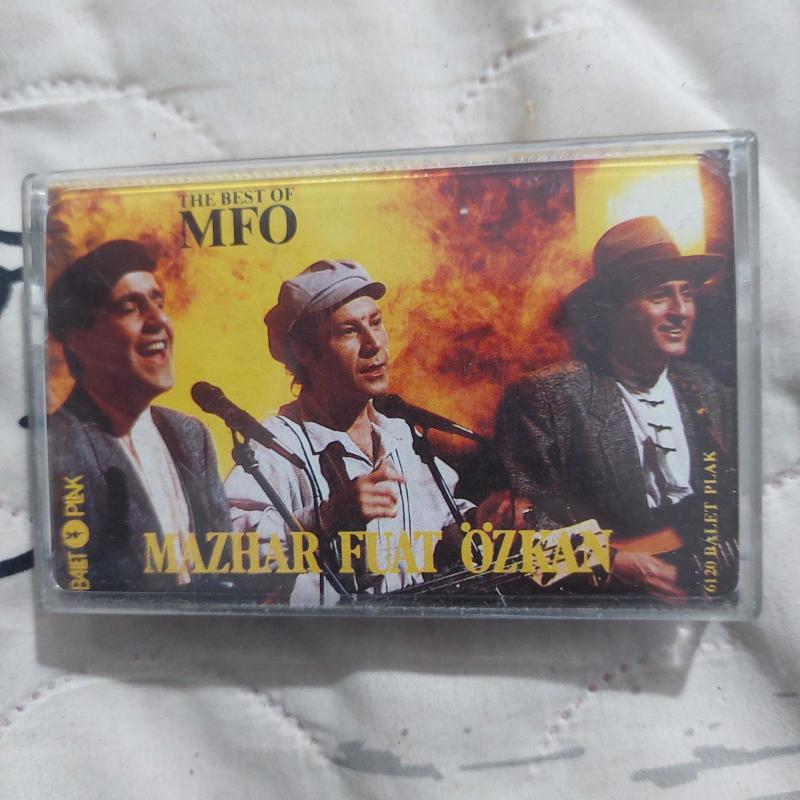 THE BEST OF
MFO
BALET PLAK
MAZHAR FUAT ÖZKAN
6120 BALET PLAK